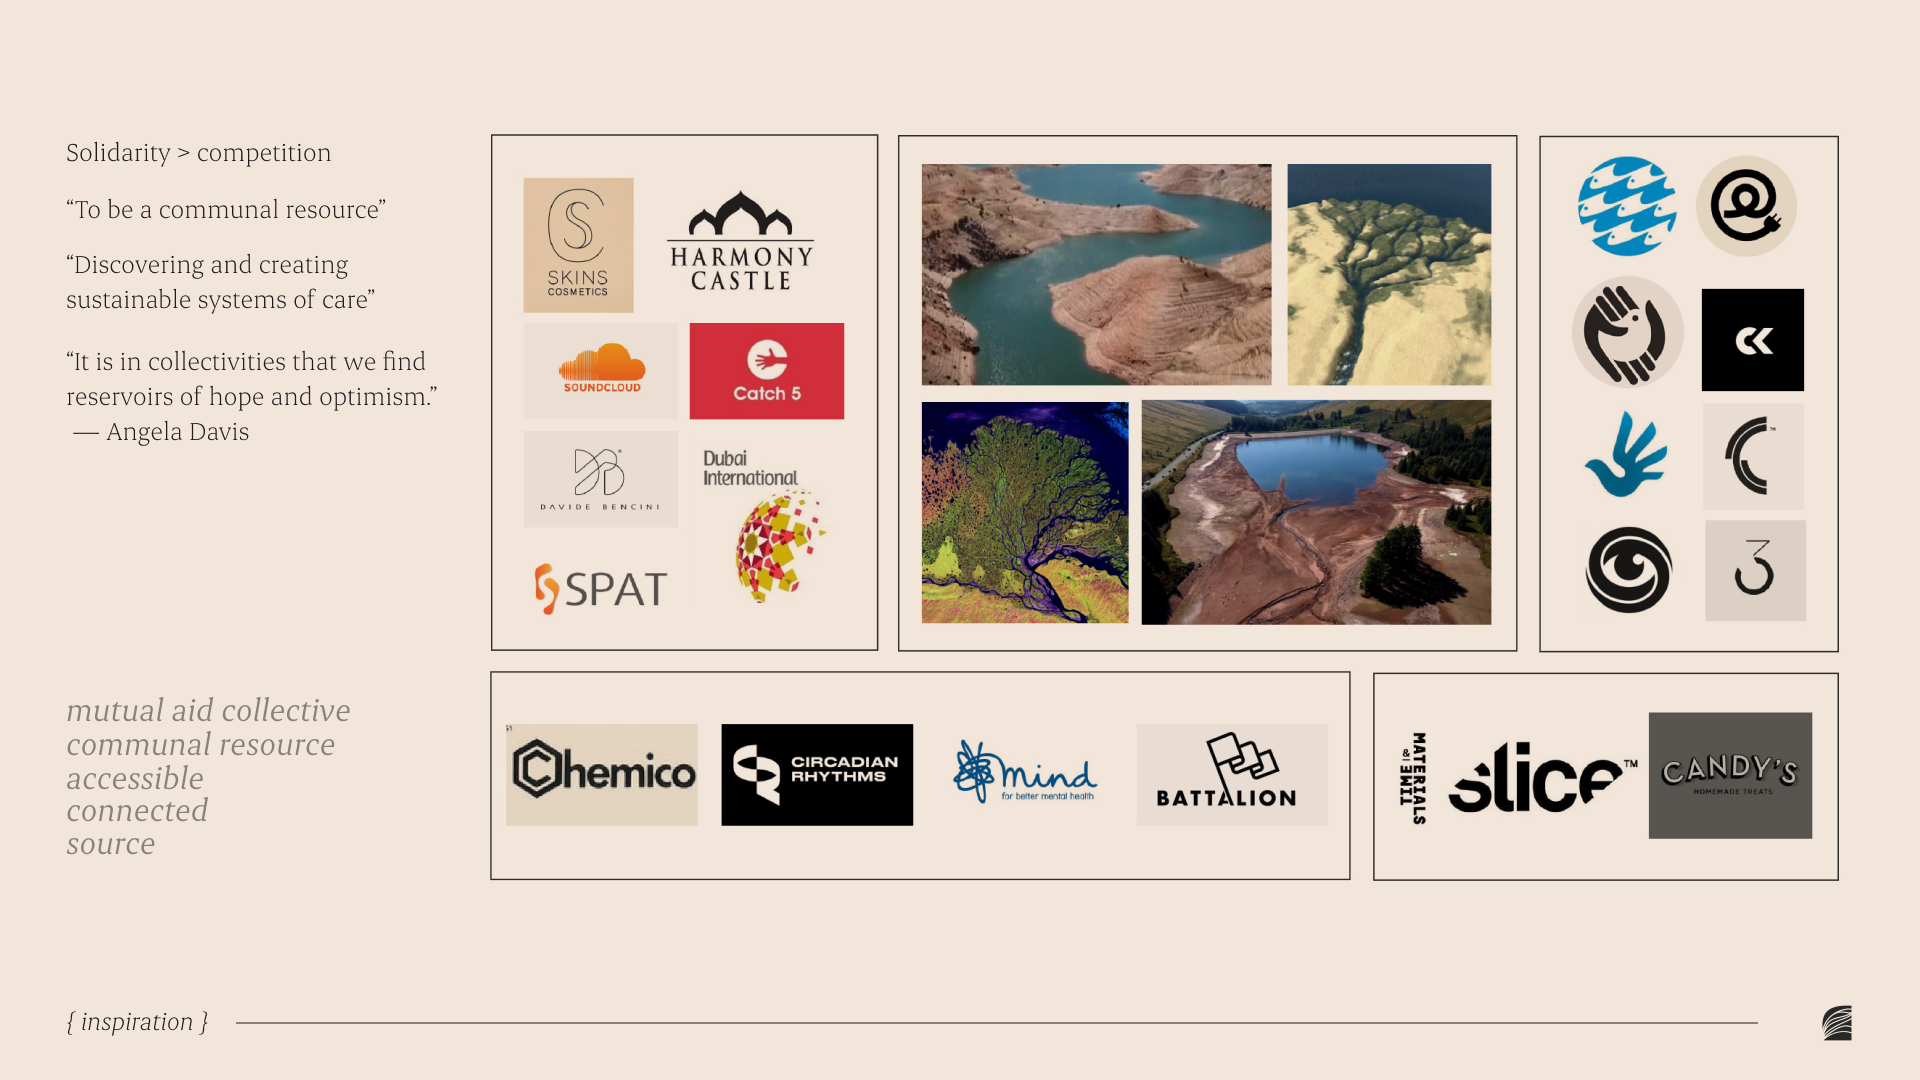 Solidarity > competition
“To be a communal resource”
“Discovering and creating
sustainable systems of care”
“It is in collectivities that we find
reservoirs of hope and optimism.”
— Angela Davis
mutual aid collective
communal resource
accessible
connected
source
SKINS
COSMETICS
HARMONY
CASTLE
SOUNDCLOUD
Catch 5
DAVIDE BENCINI
Dubai
International
SPAT
CK
3
Chemico
CIRCADIAN
RHYTHMS
mind
for better mental health
BATTALION
MATERIALS
&
slice™
CANDY'S
HOMEMADE TREATS
{ inspiration }